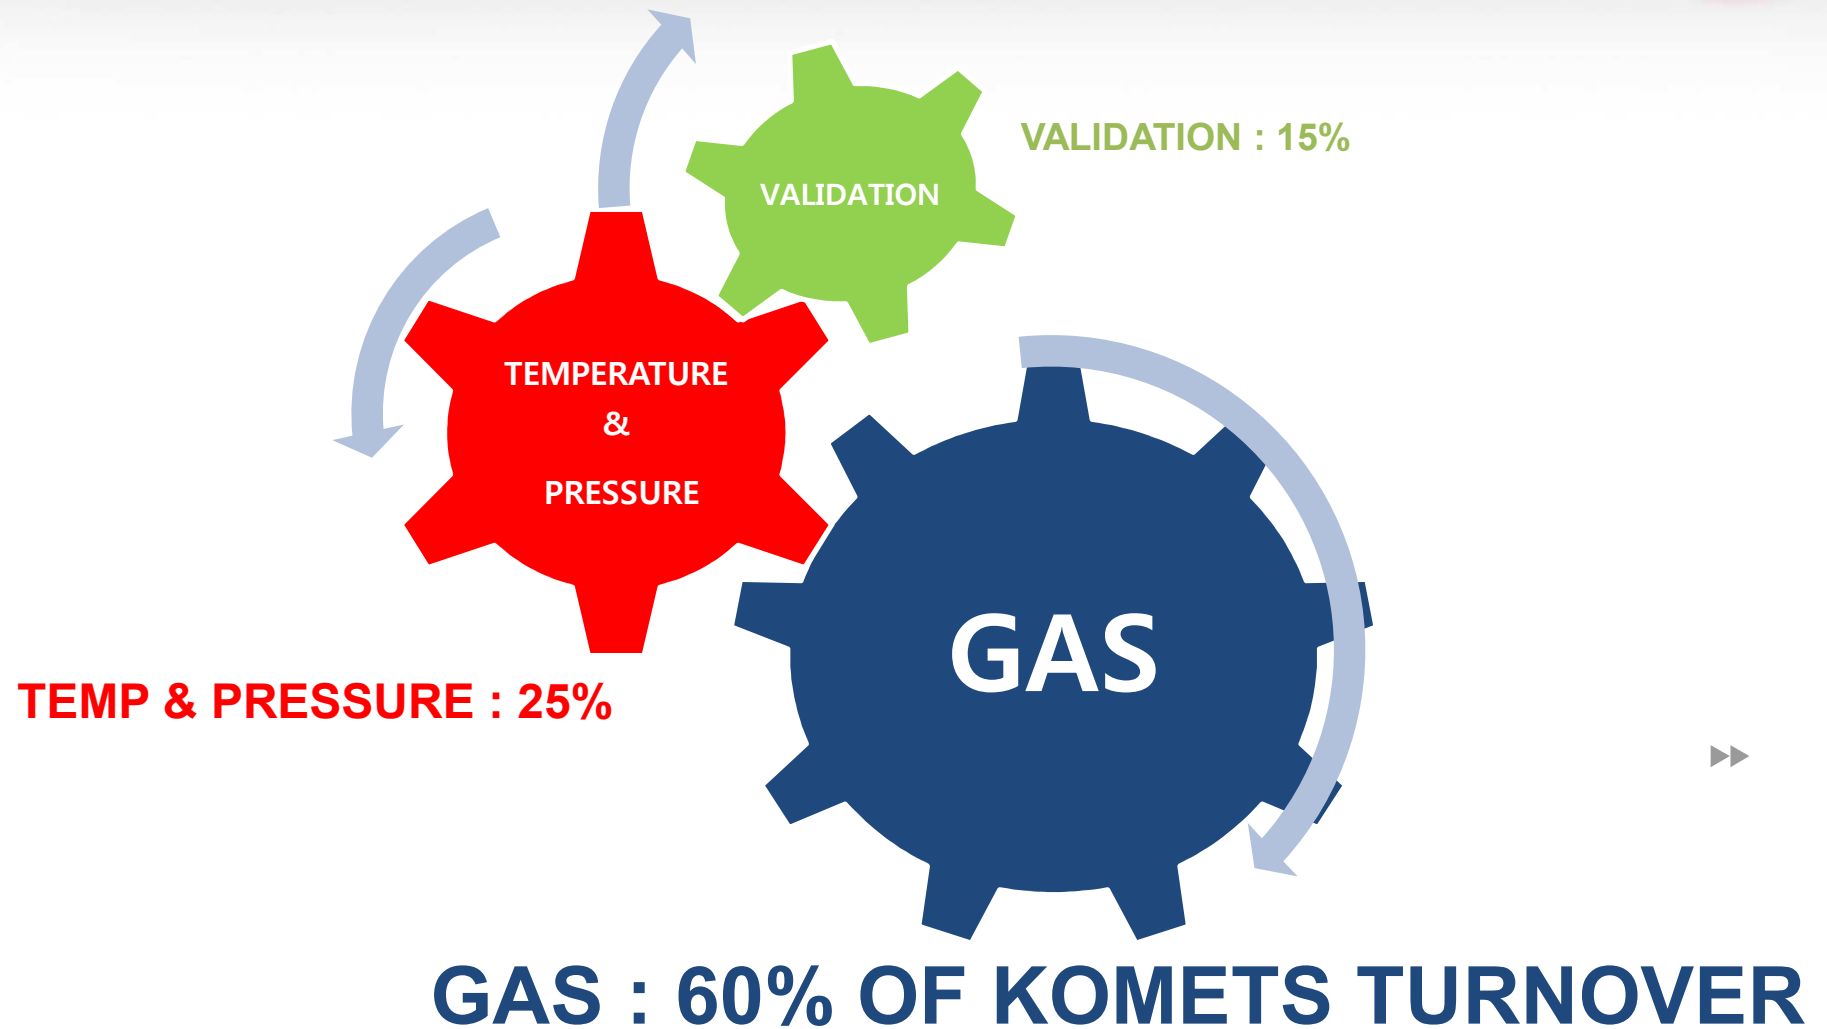 VALIDATION : 15%
VALIDATION
TEMPERATURE
&
PRESSURE
GAS
TEMP & PRESSURE : 25%
GAS : 60% OF KOMETS TURNOVER